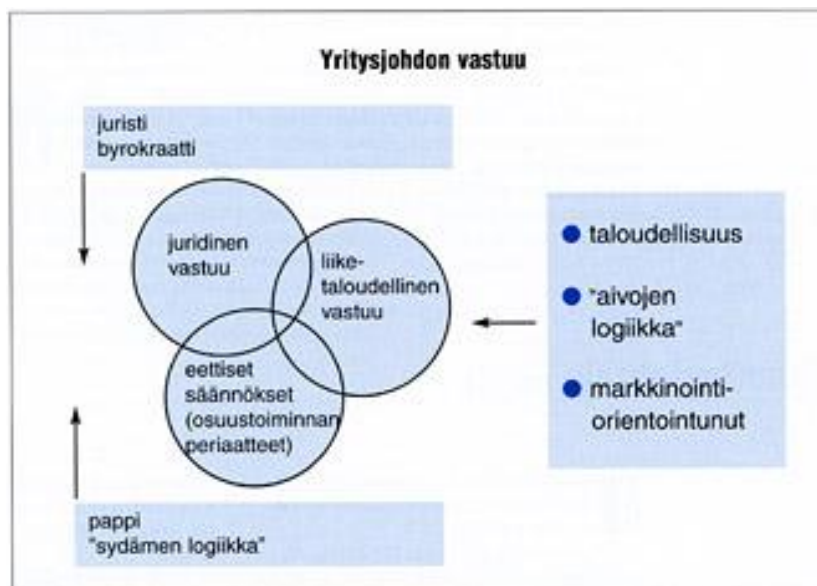 Yritysjohdon vastuu
juristi
byrokraatti
juridinen
vastuu
liike-
taloudellinen
vastuu
eettiset
säännökset
(osuustoiminnan
periaatteet)
● taloudellisuus
● "aivojen
logiikka"
● markkinointi-
orientointunut
pappi
"sydämen logiikka"